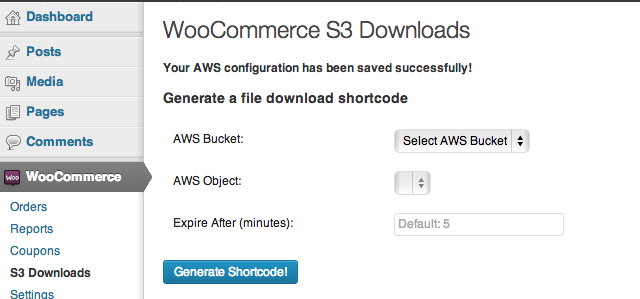 Dashboard
Posts
Media
Pages
Comments
WooCommerce
Orders
Reports
Coupons
S3 Downloads
Settings
WooCommerce S3 Downloads
Your AWS configuration has been saved successfully!
Generate a file download shortcode
AWS Bucket: Select AWS Bucket
AWS Object:
Expire After (minutes): Default: 5
Generate Shortcode!